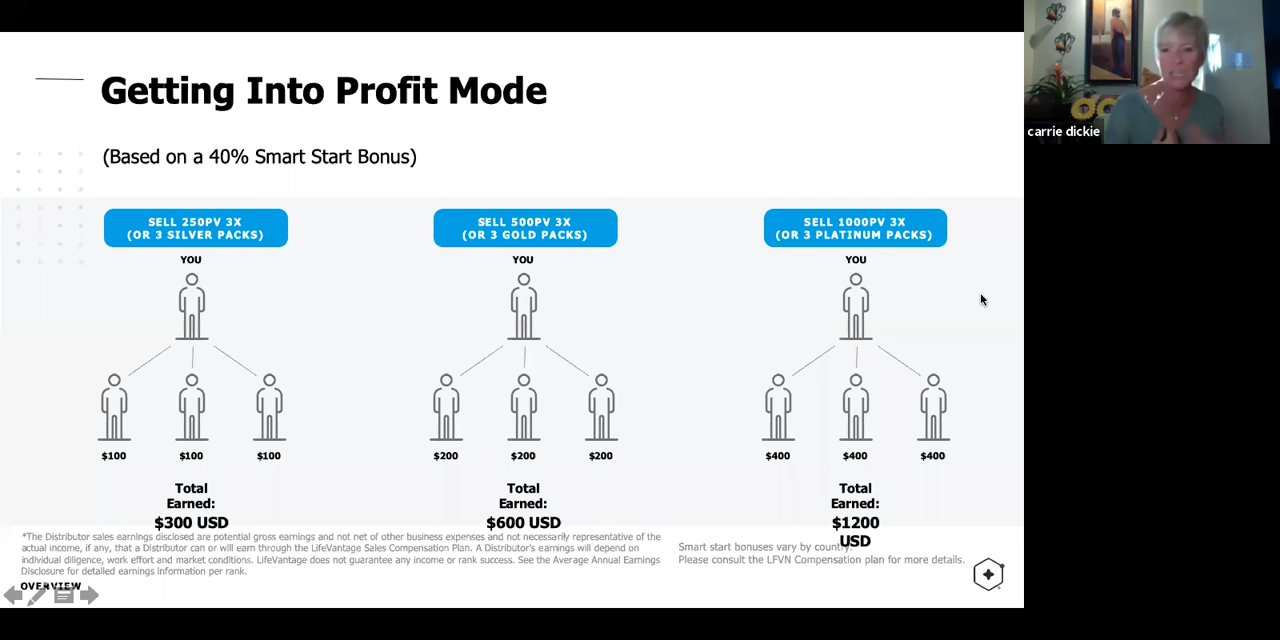 Getting Into Profit Mode
(Based on a 40% Smart Start Bonus)
SELL 250PV 3X
(OR 3 SILVER PACKS)
SELL 500PV 3X
(OR 3 GOLD PACKS)
SELL 1000PV 3X
(OR 3 PLATINUM PACKS)
YOU
YOU
YOU
$100
$100
$100
$200
$200
$200
$400
$400
$400
Total
Earned:
$300 USD
Total
Earned:
$600 USD
Total
Earned:
$1200
USD
*The Distributor sales earnings disclosed are potential gross earnings and not net of other business expenses and not necessarily representative of the
actual income, if any, that a Distributor can or will earn through the LifeVantage Sales Compensation Plan. A Distributor's earnings will depend on
individual diligence, work effort and market conditions. LifeVantage does not guarantee any income or rank success. See the Average Annual Earnings
Disclosure for detailed earnings information per rank.
Smart start bonuses vary by country.
Please consult the LFVN Compensation plan for more details.
OVERVIEW
carrie dickie